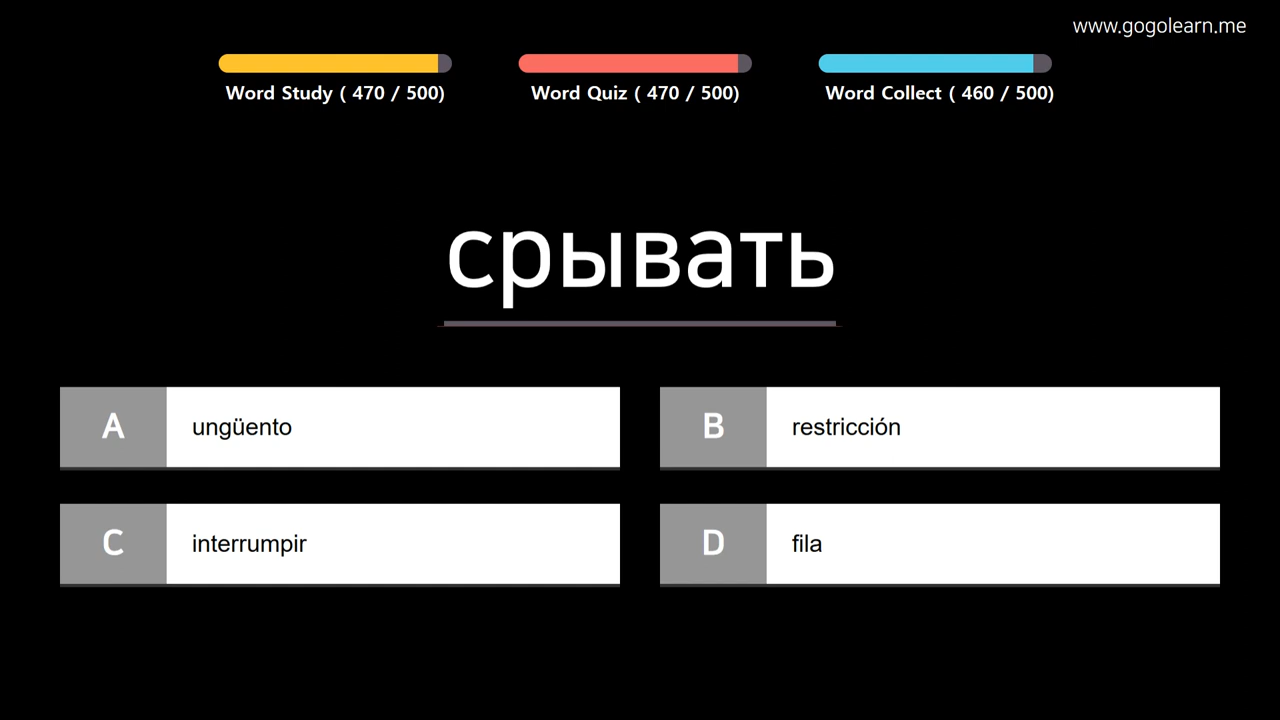 www.gogolearn.me
Word Study ( 470 / 500)
Word Quiz ( 470 / 500)
Word Collect ( 460 / 500)
срывать
A
ungüento
B
restricción
C
interrumpir
D
fila